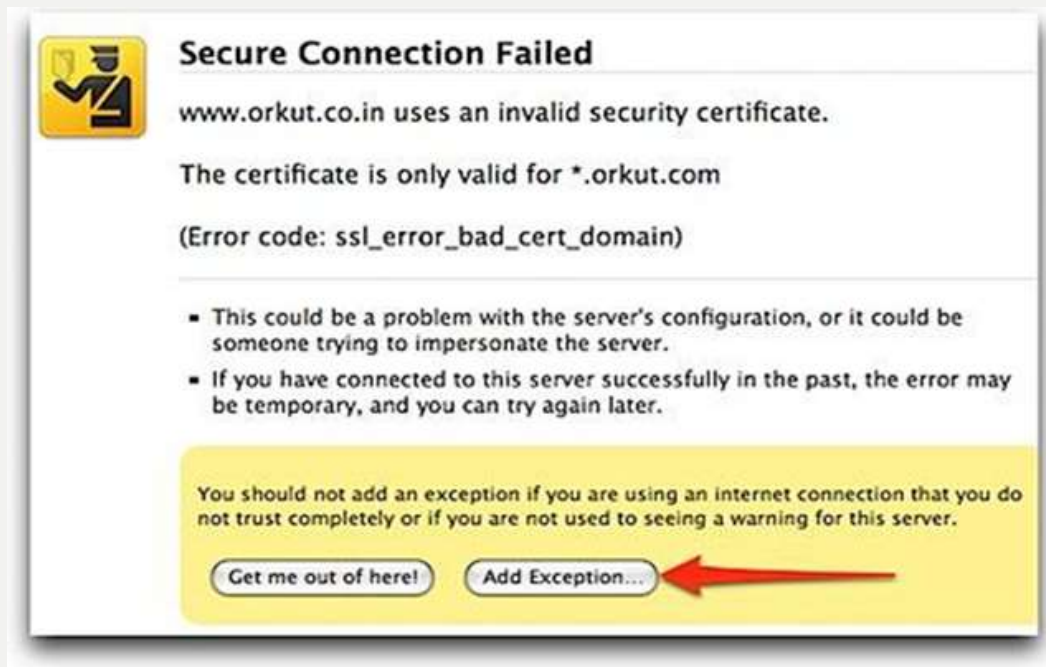 Secure Connection Failed
www.orkut.co.in uses an invalid security certificate.
The certificate is only valid for *.orkut.com
(Error code: ssl_error_bad_cert_domain)
▪ This could be a problem with the server's configuration, or it could be
someone trying to impersonate the server.
▪ If you have connected to this server successfully in the past, the error may
be temporary, and you can try again later.
You should not add an exception if you are using an internet connection that you do
not trust completely or if you are not used to seeing a warning for this server.
Get me out of here! Add Exception...